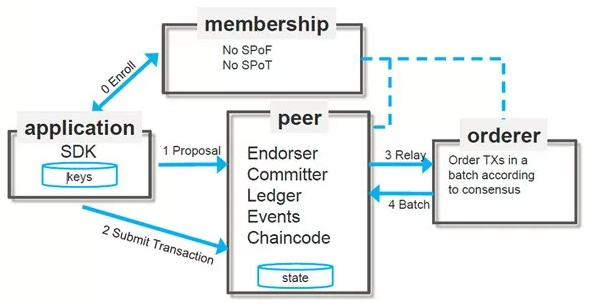 membership
No SPoF
No SPoT
0 Enroll
application
SDK
keys
1 Proposal
2 Submit Transaction
peer
Endorser
Committer
Ledger
Events
Chaincode
state
3 Relay
4 Batch
orderer
Order TXs in a
batch according
to consensus